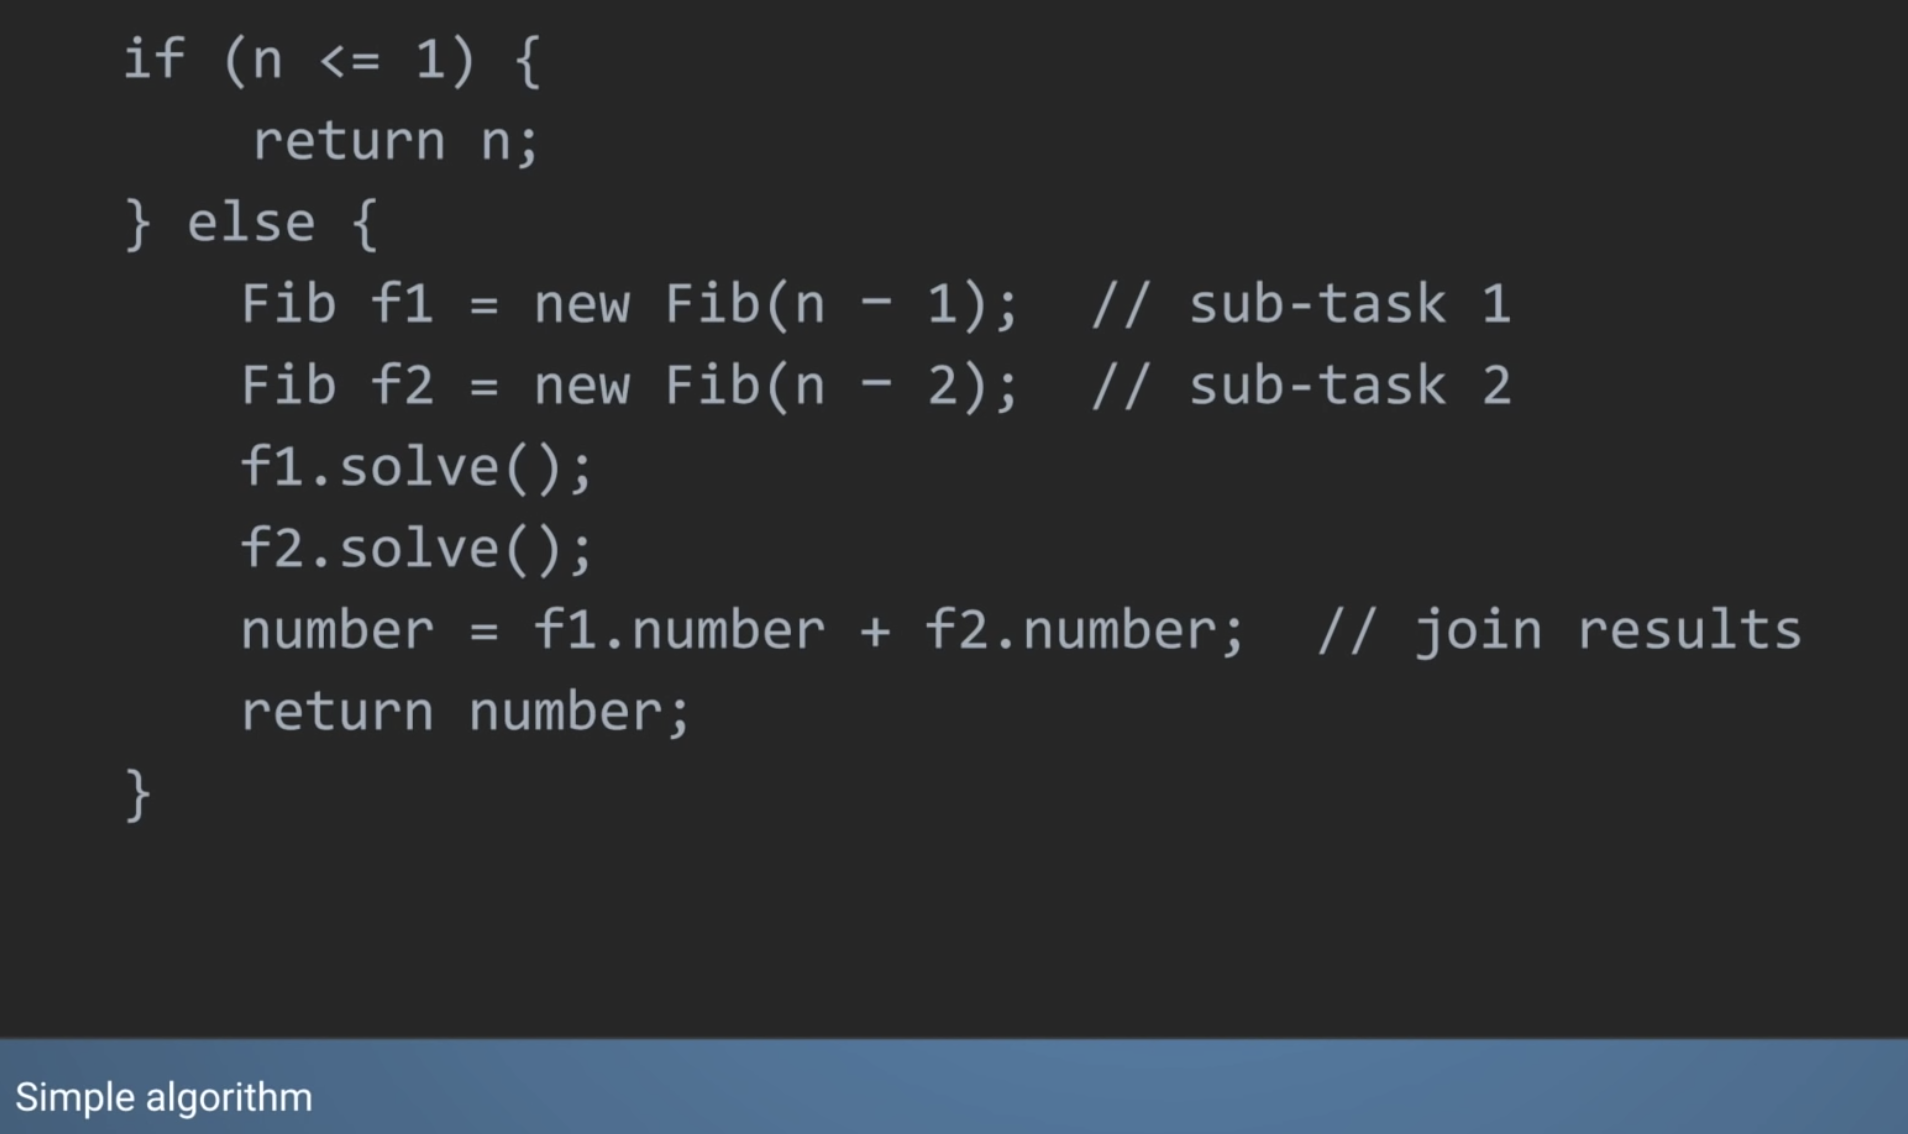 if (n <= 1) {
    return n;
} else {
   Fib f1 = new Fib(n – 1);  // sub-task 1
   Fib f2 = new Fib(n – 2);  // sub-task 2
   f1.solve();
   f2.solve();
   number = f1.number + f2.number;  // join results
   return number;
}
Simple algorithm